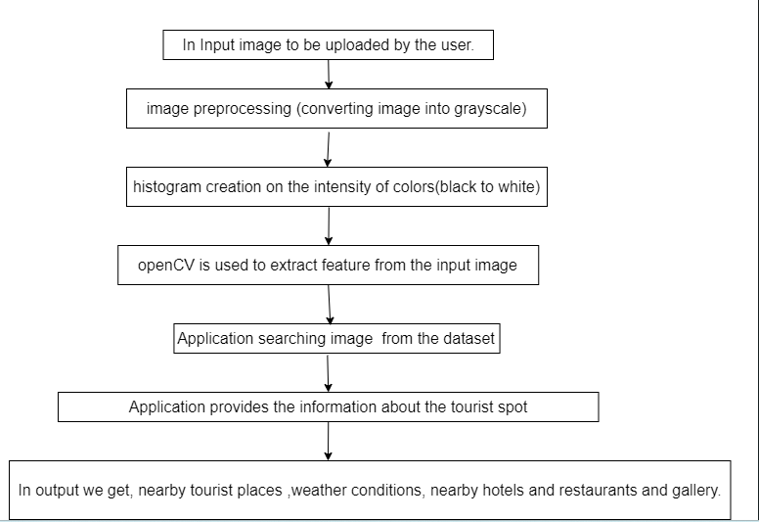 In Input image to be uploaded by the user.
image preprocessing (converting image into grayscale)
histogram creation on the intensity of colors(black to white)
openCV is used to extract feature from the input image
Application searching image  from the dataset
Application provides the information about the tourist spot
In output we get, nearby tourist places ,weather conditions, nearby hotels and restaurants and gallery.